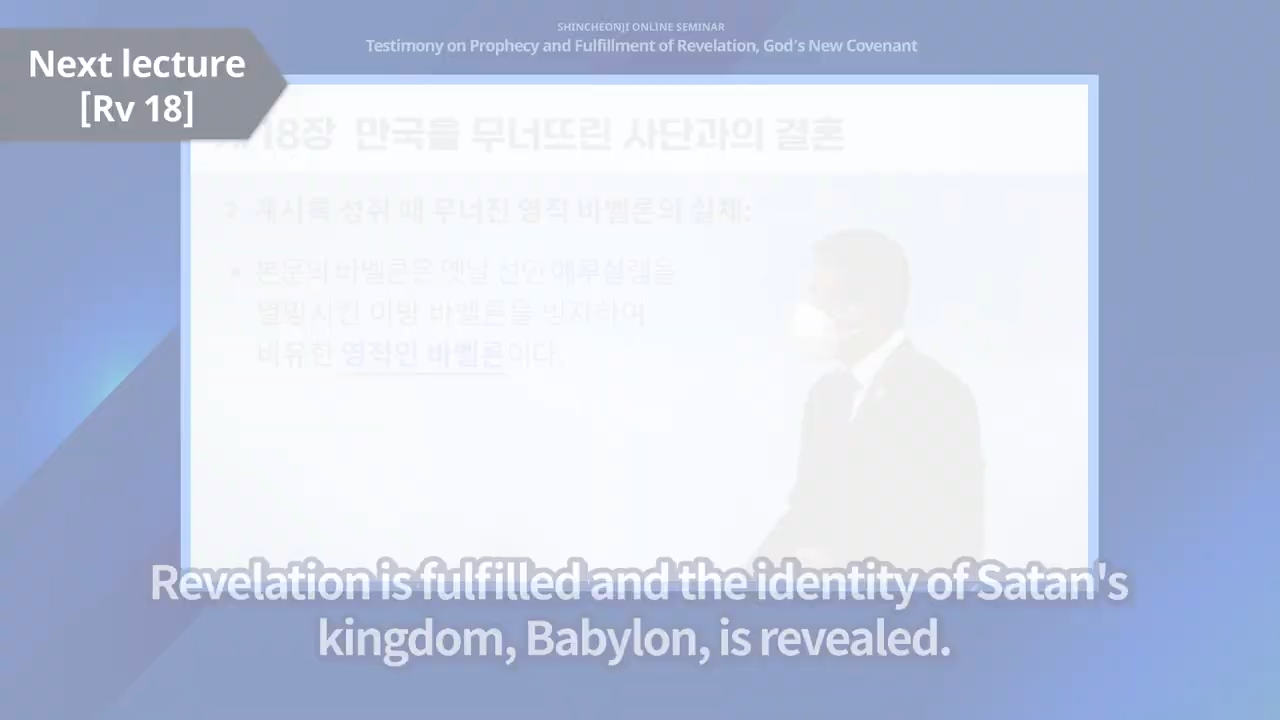 SHINCHEONJI ONLINE SEMINAR
Testimony on Prophecy and Fulfillment of Revelation, God's New Covenant
Next lecture
[Rv 18]
18장 만국을 무너뜨린 사단과의 결혼
계시록 성취 때 무너진 영적 바벨론의 실체:
• 본문의 바벨론은 옛날 선민 예루살렘을
멸망시킨 이방 바벨론을 빙자하여
비유한 영적인 바벨론이다.
Revelation is fulfilled and the identity of Satan's
kingdom, Babylon, is revealed.